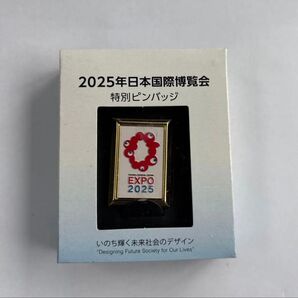 2025年日本国際博覧会
特別ピンバッジ
EXPO
2025
いのち輝く未来社会のデザイン
"Designing Future Society for Our Lives"